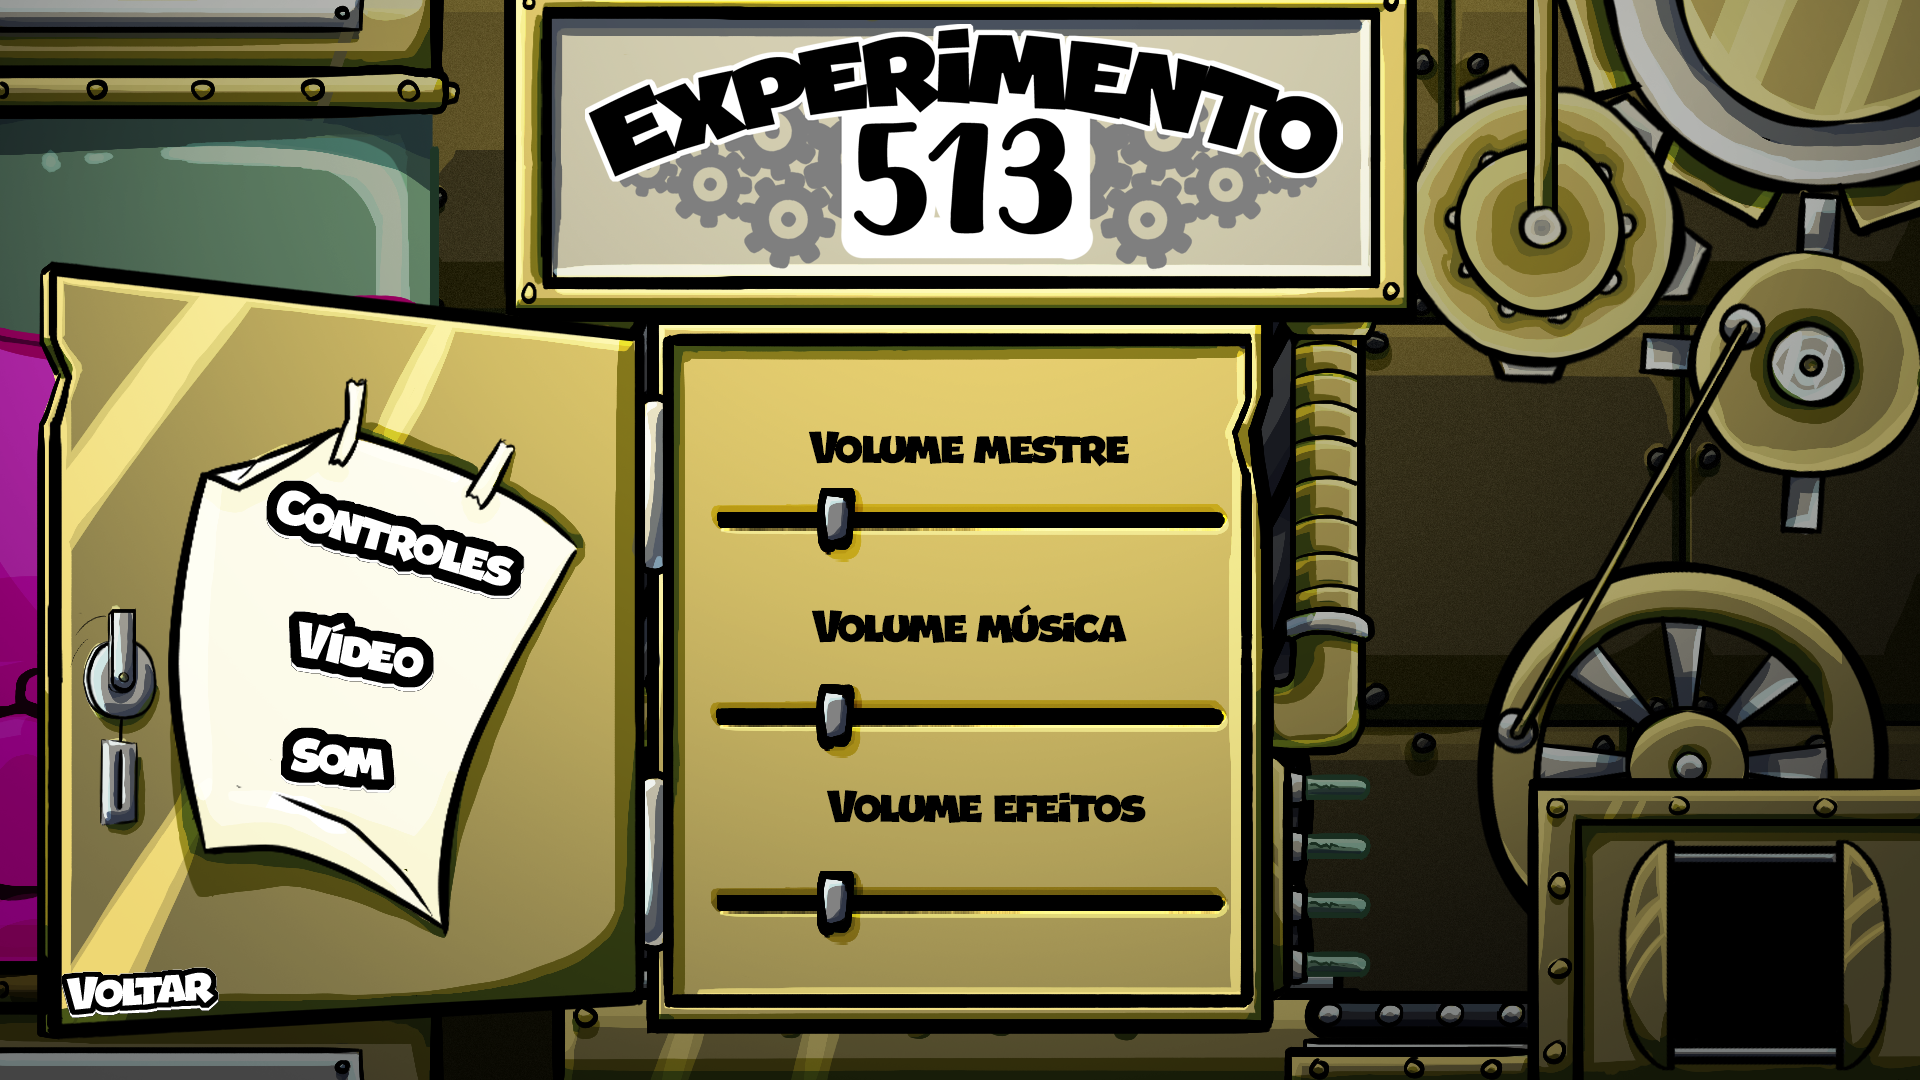 EXPERiMENTO
513
CONTROLES
VÍDEO
SOM
VOLTAR
VOLUME MESTRE
VOLUME MÚSiCA
VOLUME EFEiTOS